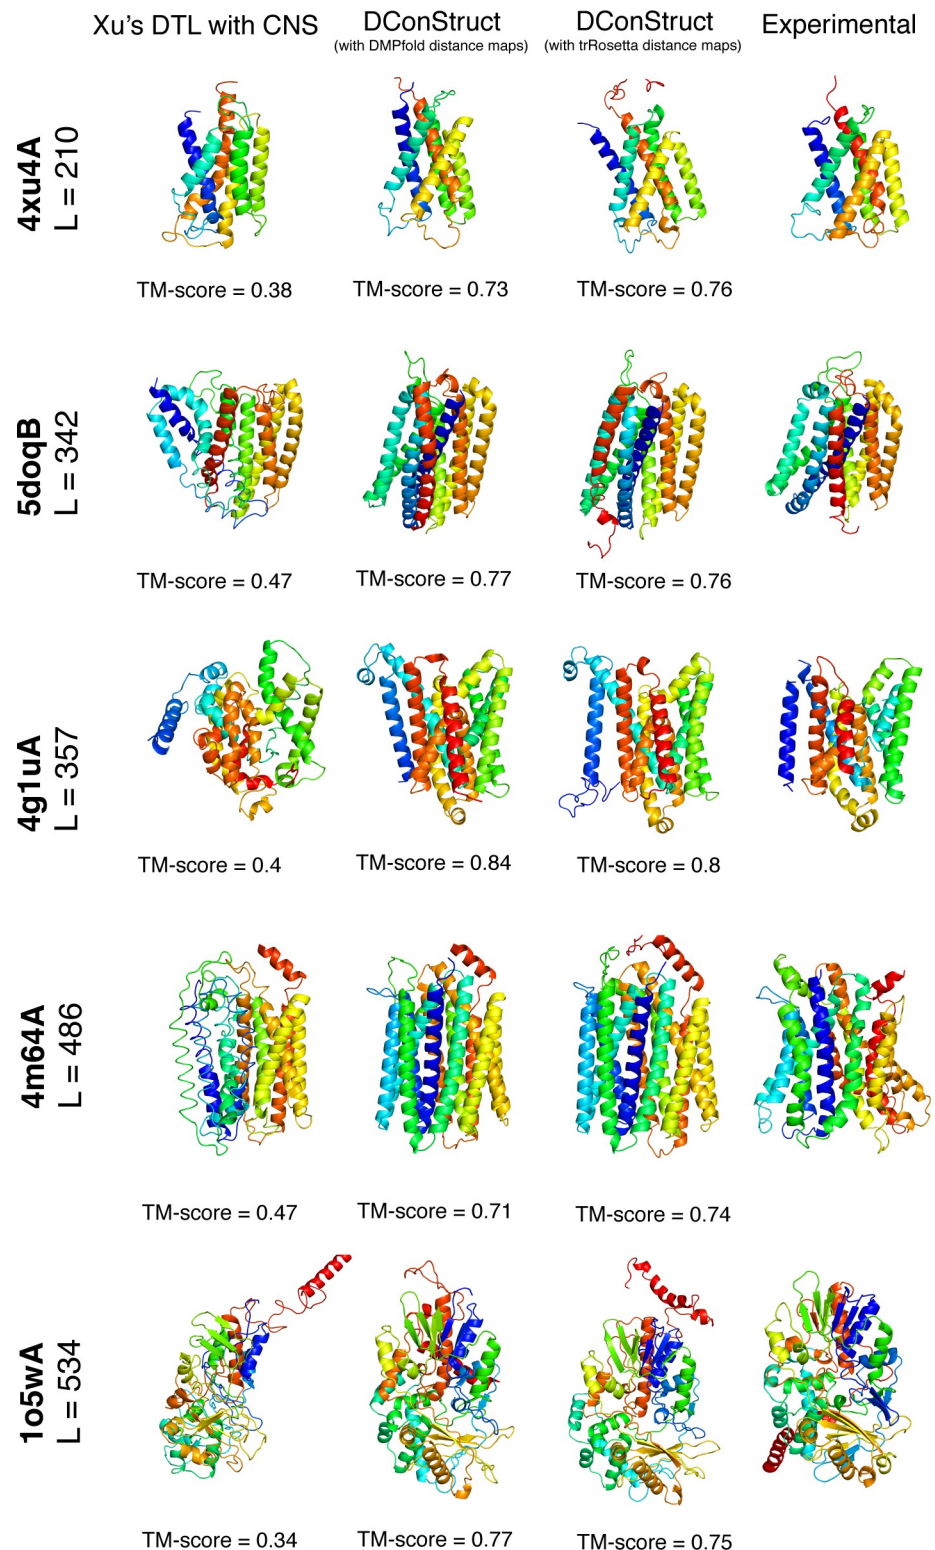 Xu's DTL with CNS
DConStruct
(with DMPfold distance maps)
DConStruct
(with trRosetta distance maps)
Experimental
4xu4A
L = 210
TM-score = 0.38
TM-score = 0.73
TM-score = 0.76
5doqB
L = 342
TM-score = 0.47
TM-score = 0.77
TM-score = 0.76
4g1uA
L = 357
TM-score = 0.4
TM-score = 0.84
TM-score = 0.8
4m64A
L = 486
TM-score = 0.47
TM-score = 0.71
TM-score = 0.74
1o5wA
L = 534
TM-score = 0.34
TM-score = 0.77
TM-score = 0.75